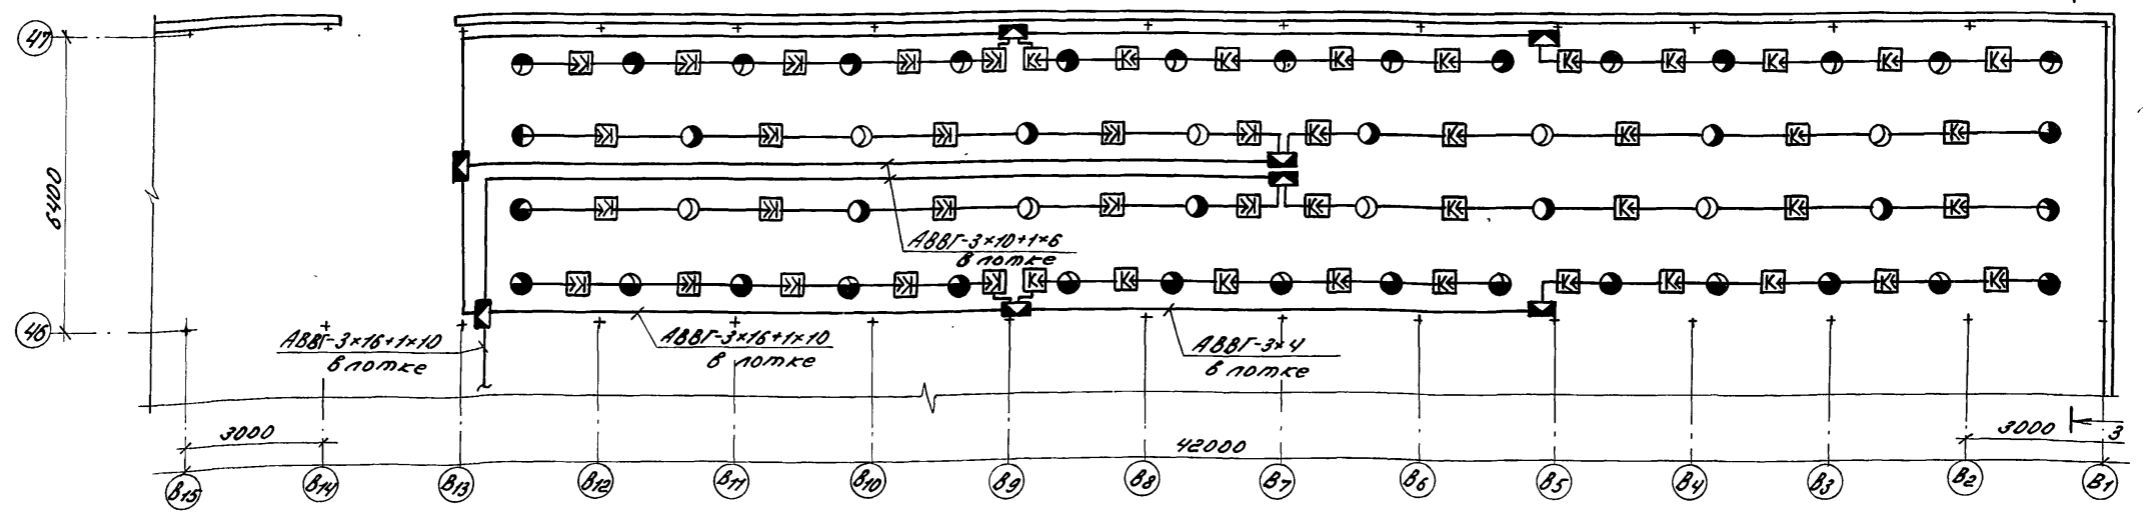 47
6400
46
АВВГ-3×10+1×6
в лотке
АВВГ-3×16+1×10
в лотке
АВВГ-3×16+1×10
в лотке
АВВГ-3×4
в лотке
3000
42000
3000
3
В15
В14
В13
В12
В11
В10
В9
В8
В7
В6
В5
В4
В3
В2
В1